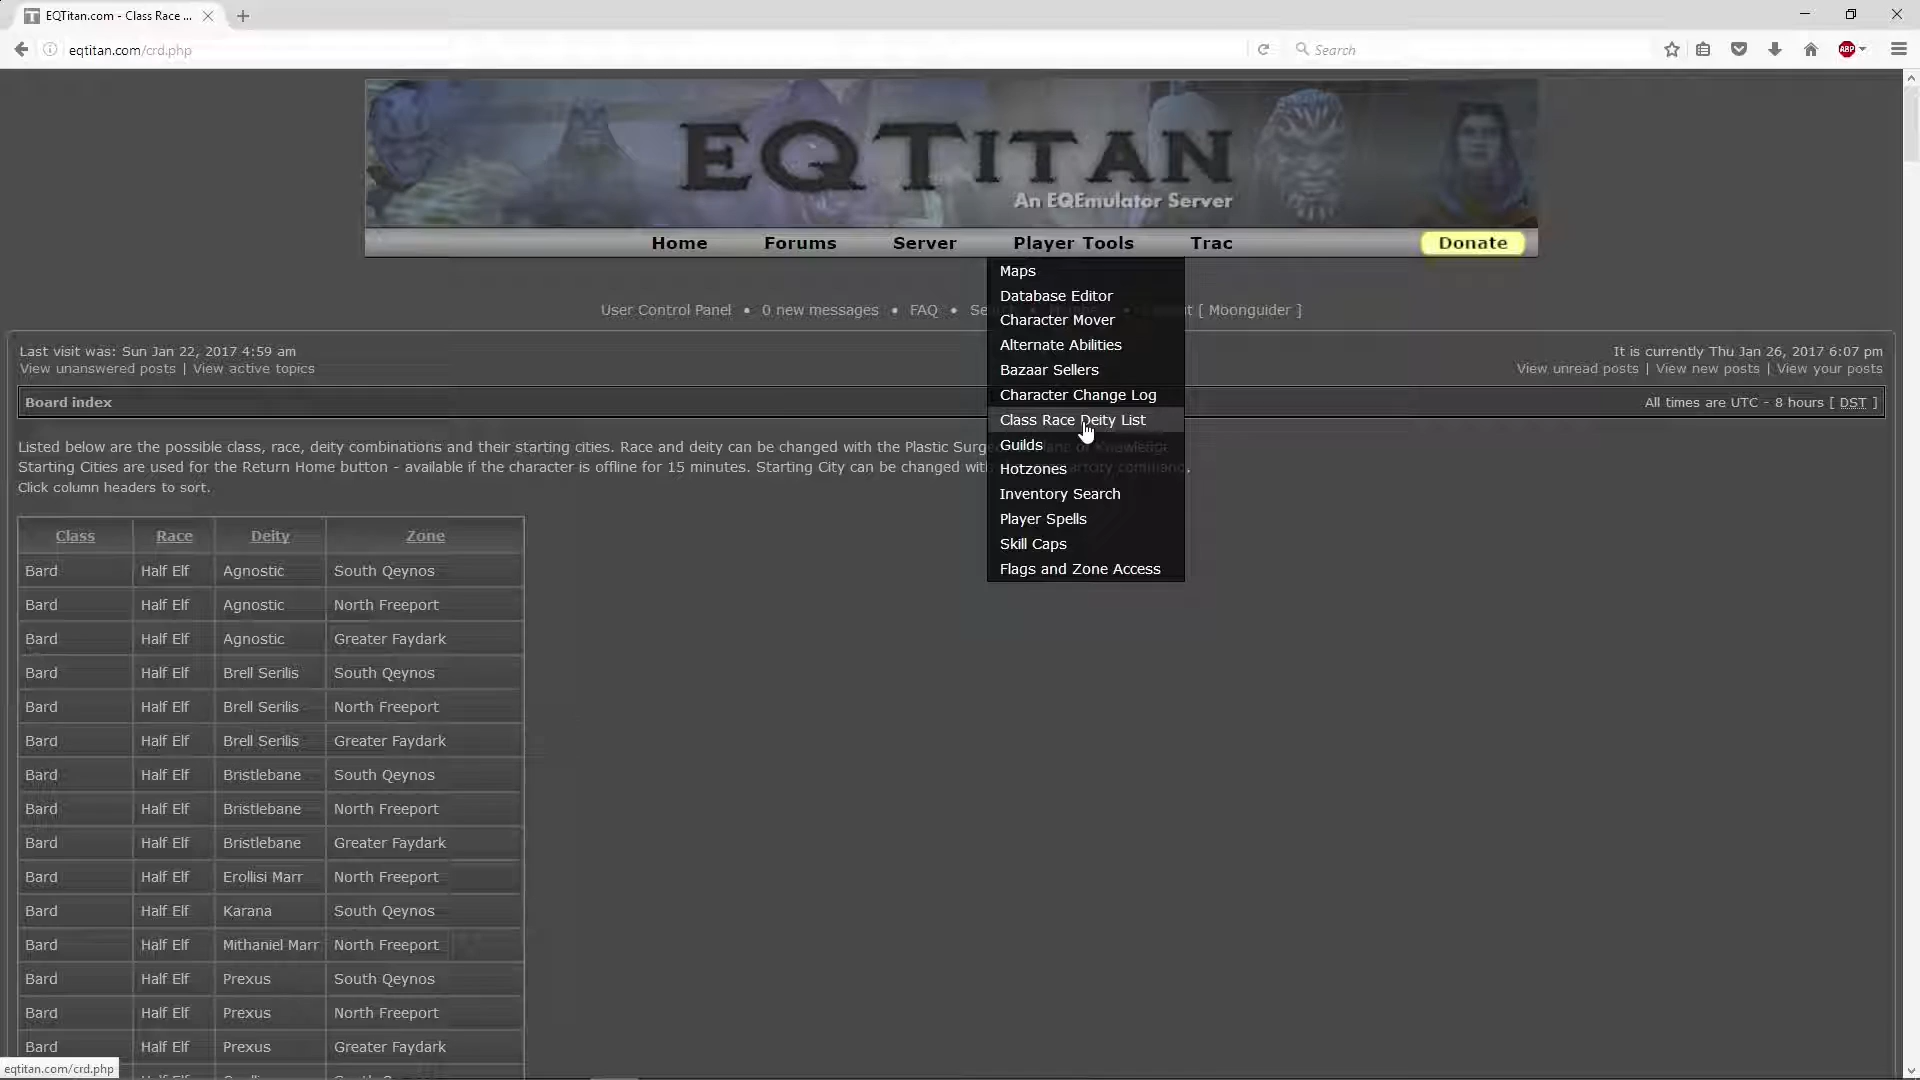 EQTitan.com - Class Race ...
eqtitan.com/crd.php
Search
ABP
EQTITAN
An EQEmulator Server
Home Forums Server Player Tools Trac Donate
Maps
Database Editor
Character Mover
Alternate Abilities
Bazaar Sellers
Character Change Log
Class Race Deity List
Guilds
Hotzones
Inventory Search
Player Spells
Skill Caps
Flags and Zone Access
User Control Panel • 0 new messages • FAQ • [ Moonguider ]
Last visit was: Sun Jan 22, 2017 4:59 am
It is currently Thu Jan 26, 2017 6:07 pm
View unanswered posts | View active topics
View unread posts | View new posts | View your posts
Board index
All times are UTC - 8 hours [ DST ]
Listed below are the possible class, race, deity combinations and their starting cities. Race and deity can be changed with the Plastic
Starting Cities are used for the Return Home button - available if the character is offline for 15 minutes. Starting City can be changed
Click column headers to sort.
Class Race Deity Zone
Bard Half Elf Agnostic South Qeynos
Bard Half Elf Agnostic North Freeport
Bard Half Elf Agnostic Greater Faydark
Bard Half Elf Brell Serilis South Qeynos
Bard Half Elf Brell Serilis North Freeport
Bard Half Elf Brell Serilis Greater Faydark
Bard Half Elf Bristlebane South Qeynos
Bard Half Elf Bristlebane North Freeport
Bard Half Elf Bristlebane Greater Faydark
Bard Half Elf Erollisi Marr North Freeport
Bard Half Elf Karana South Qeynos
Bard Half Elf Mithaniel Marr North Freeport
Bard Half Elf Prexus South Qeynos
Bard Half Elf Prexus North Freeport
Bard Half Elf Prexus Greater Faydark
eqtitan.com/crd.php